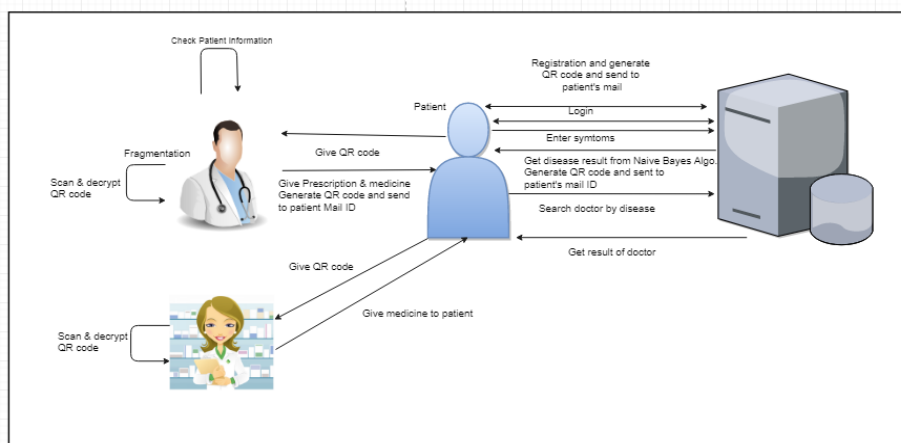 Check Patient Information
Registration and generate
QR code and send to
patient's mail
Patient
Login
Enter symtoms
Fragmentation
Give QR code
Get disease result from Naive Bayes Algo.
Generate QR code and sent to
patient's mail ID
Scan & decrypt
QR code
Give Prescription & medicine
Generate QR code and send
to patient Mail ID
Search doctor by disease
Get result of doctor
Give QR code
Give medicine to patient
Scan & decrypt
QR code